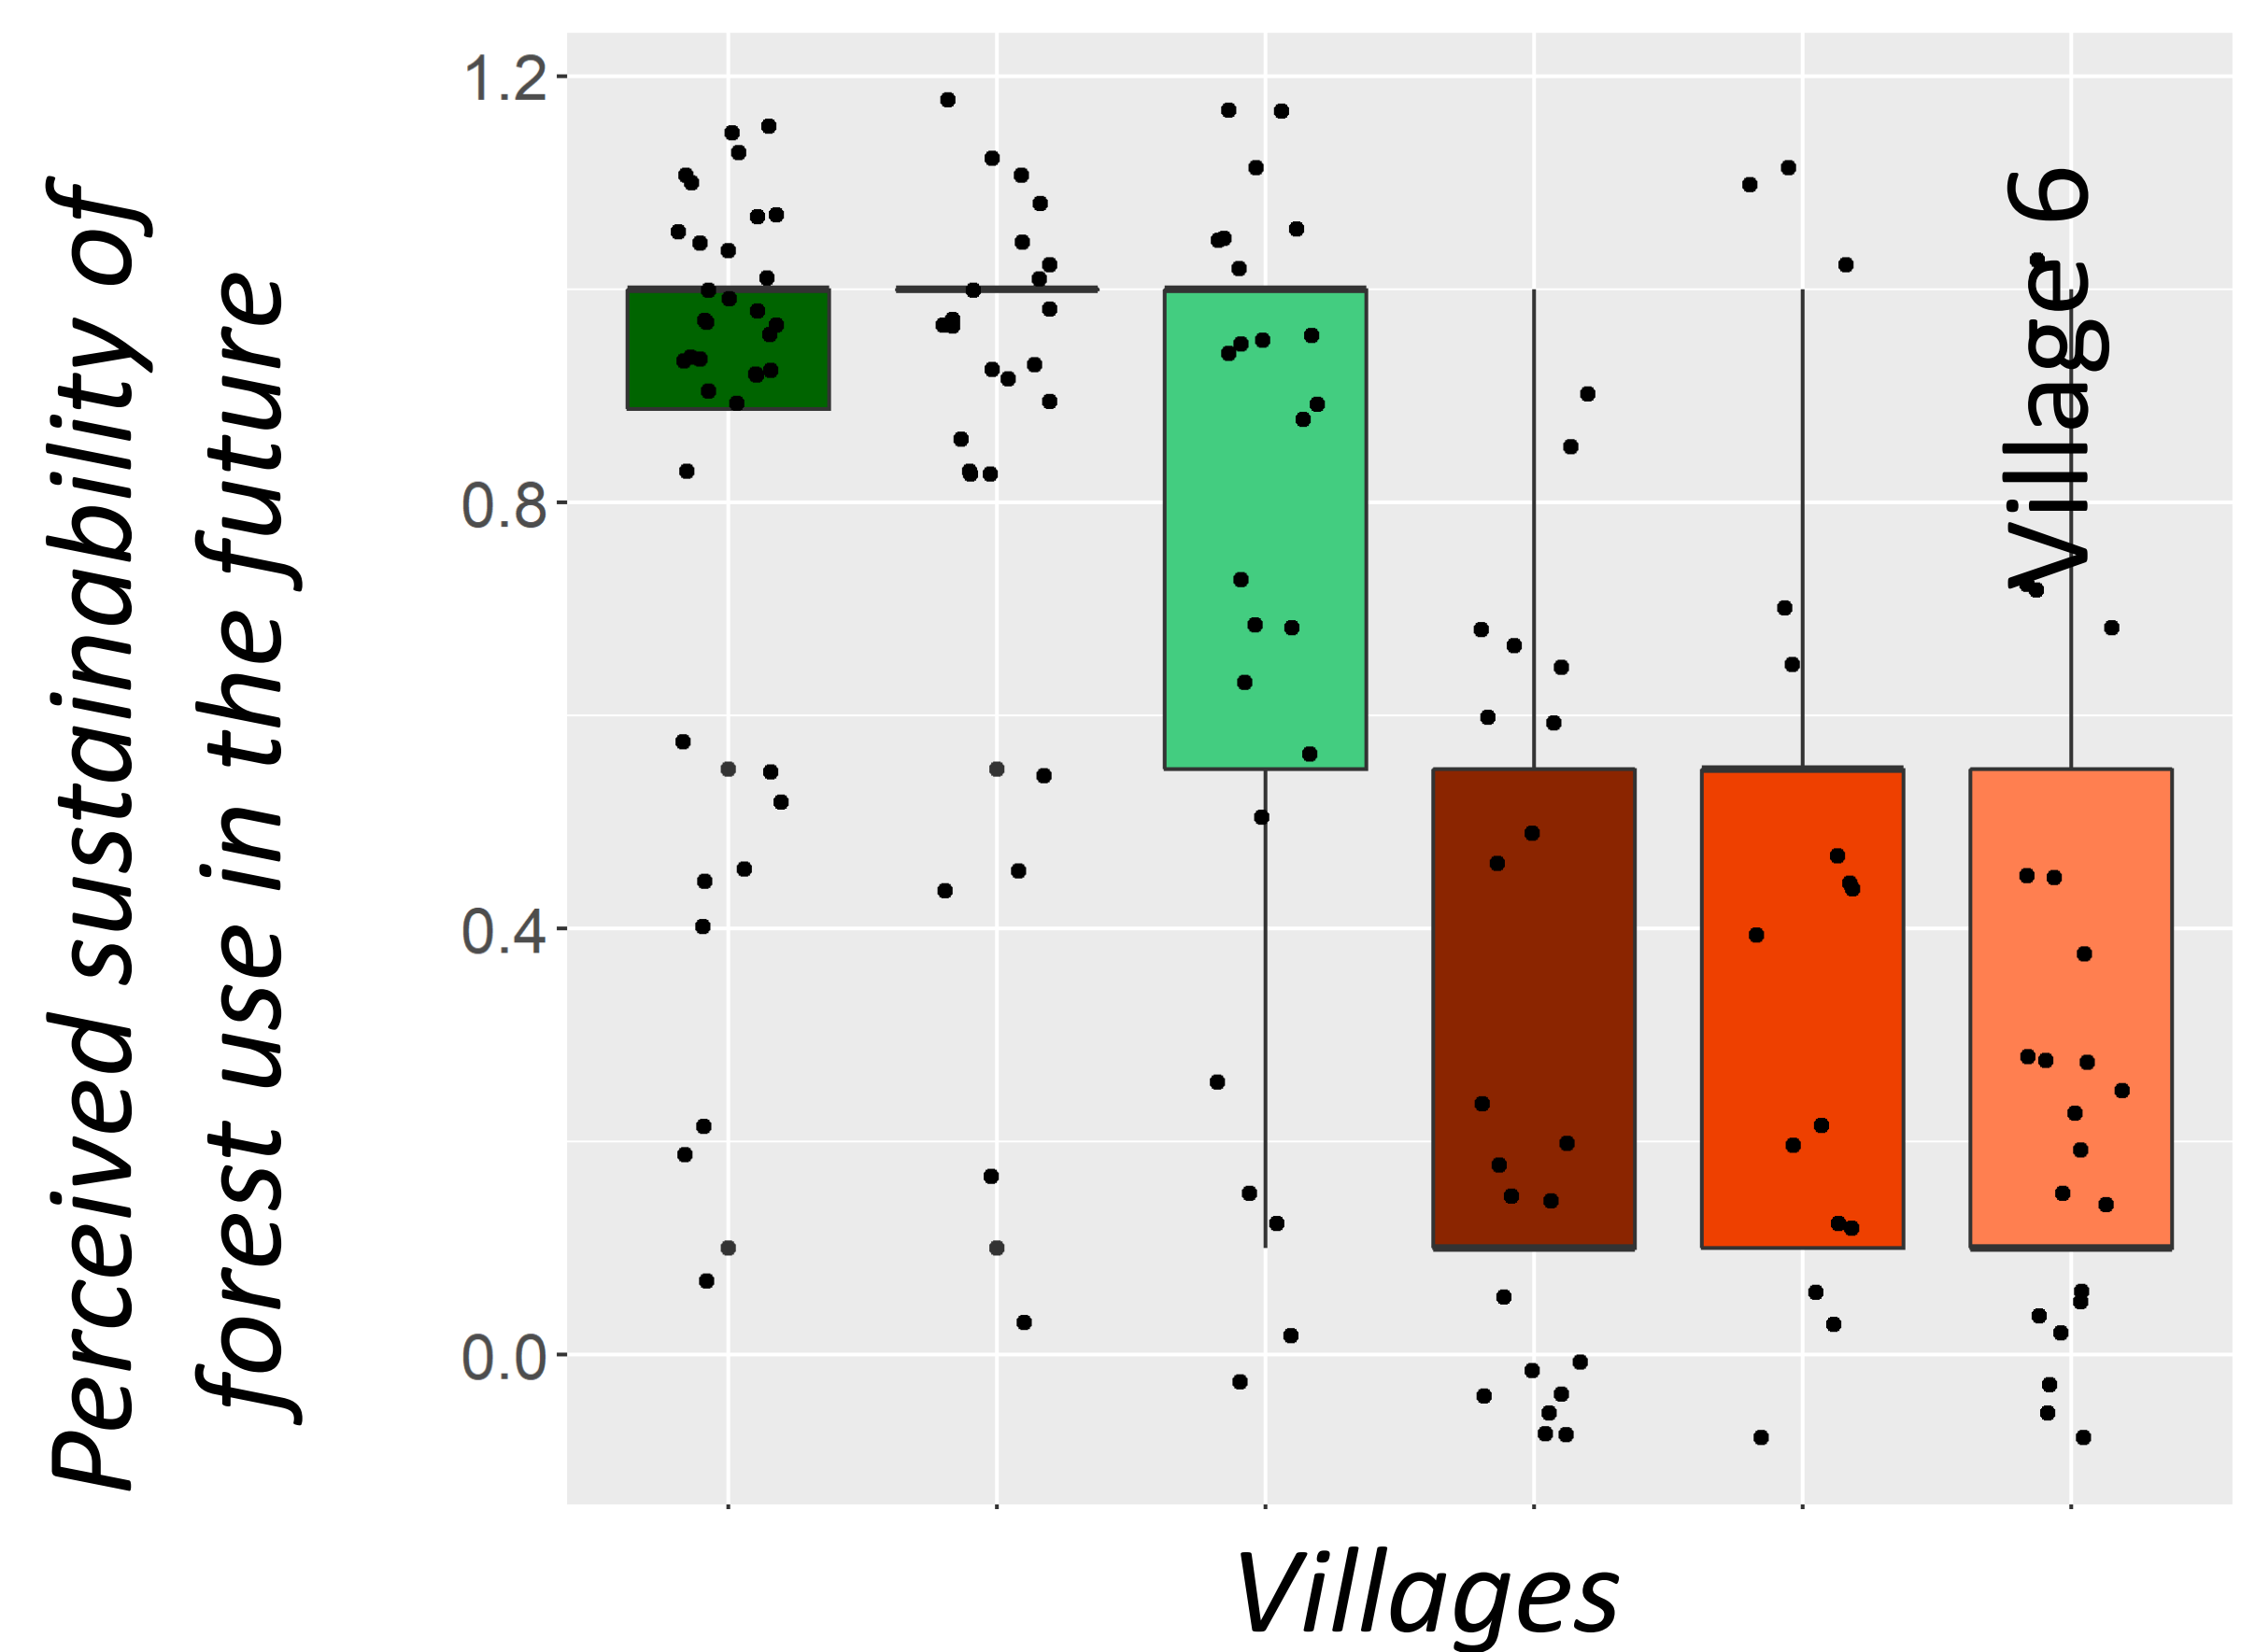 Perceived sustainability of
forest use in the future
1.2
0.8
0.4
0.0
Village 6
Villages